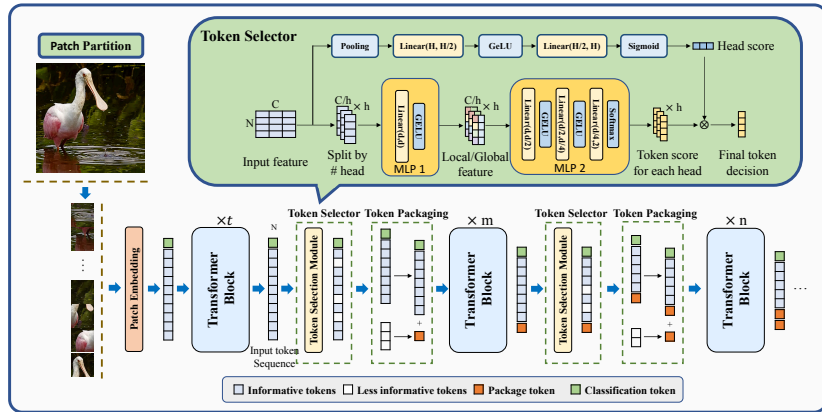 Patch Partition
Token Selector
Pooling
Linear(H, H/2)
GeLU
Linear(H/2, H)
Sigmoid
Head score
C
N
Input feature
C/h
× h
Split by
# head
Linear(d,d)
GELU
MLP 1
C/h
× h
Local/Global
feature
Linear(d,d/2)
GELU
Linear(d/2,d/4)
GELU
Linear(d/4,2)
Softmax
MLP 2
× h
Token score
for each head
⊗
Final token
decision
⋮
Patch Embedding
×t
Transformer
Block
N
Input token
Sequence
Token Selector
Token Selection Module
Token Packaging
+
× m
Transformer
Block
Token Selector
Token Selection Module
Token Packaging
+
× n
Transformer
Block
...
Informative tokens
Less informative tokens
Package token
Classification token